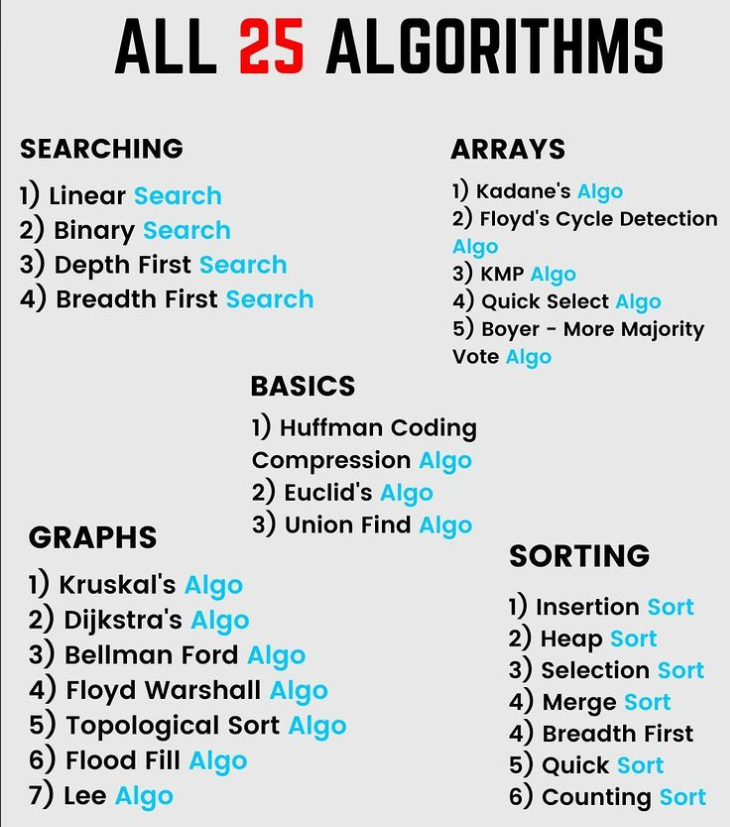 ALL 25 ALGORITHMS
SEARCHING
1) Linear Search
2) Binary Search
3) Depth First Search
4) Breadth First Search
ARRAYS
1) Kadane's Algo
2) Floyd's Cycle Detection
Algo
3) KMP Algo
4) Quick Select Algo
5) Boyer - More Majority
Vote Algo
BASICS
1) Huffman Coding
Compression Algo
2) Euclid's Algo
3) Union Find Algo
GRAPHS
1) Kruskal's Algo
2) Dijkstra's Algo
3) Bellman Ford Algo
4) Floyd Warshall Algo
5) Topological Sort Algo
6) Flood Fill Algo
7) Lee Algo
SORTING
1) Insertion Sort
2) Heap Sort
3) Selection Sort
4) Merge Sort
4) Breadth First
5) Quick Sort
6) Counting Sort